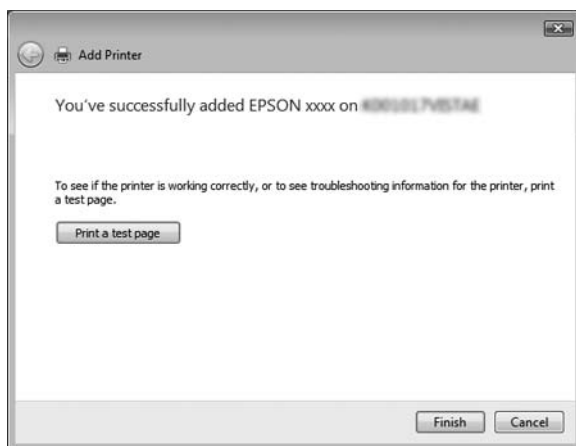 Add Printer
You've successfully added EPSON xxxx on
To see if the printer is working correctly, or to see troubleshooting information for the printer, print
a test page.
Print a test page
Finish
Cancel